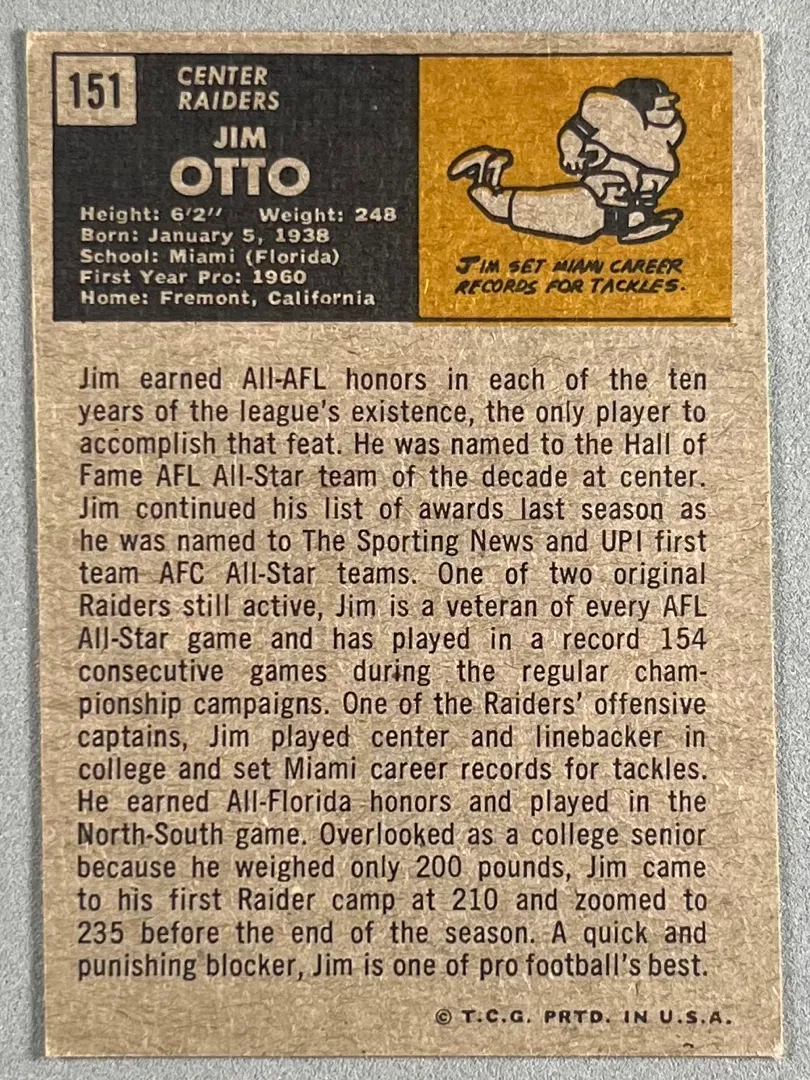 151
CENTER
RAIDERS
JIM
OTTO
Height: 6'2" Weight: 248
Born: January 5, 1938
School: Miami (Florida)
First Year Pro: 1960
Home: Fremont, California
JIM SET MIAMI CAREER
RECORDS FOR TACKLES.
Jim earned All-AFL honors in each of the ten
years of the league's existence, the only player to
accomplish that feat. He was named to the Hall of
Fame AFL All-Star team of the decade at center.
Jim continued his list of awards last season as
he was named to The Sporting News and UPI first
team AFC All-Star teams. One of two original
Raiders still active, Jim is a veteran of every AFL
All-Star game and has played in a record 154
consecutive games during the regular cham-
pionship campaigns. One of the Raiders' offensive
captains, Jim played center and linebacker in
college and set Miami career records for tackles.
He earned All-Florida honors and played in the
North-South game. Overlooked as a college senior
because he weighed only 200 pounds, Jim came
to his first Raider camp at 210 and zoomed to
235 before the end of the season. A quick and
punishing blocker, Jim is one of pro football's best.
© T.C.G. PRTD. IN U.S.A.